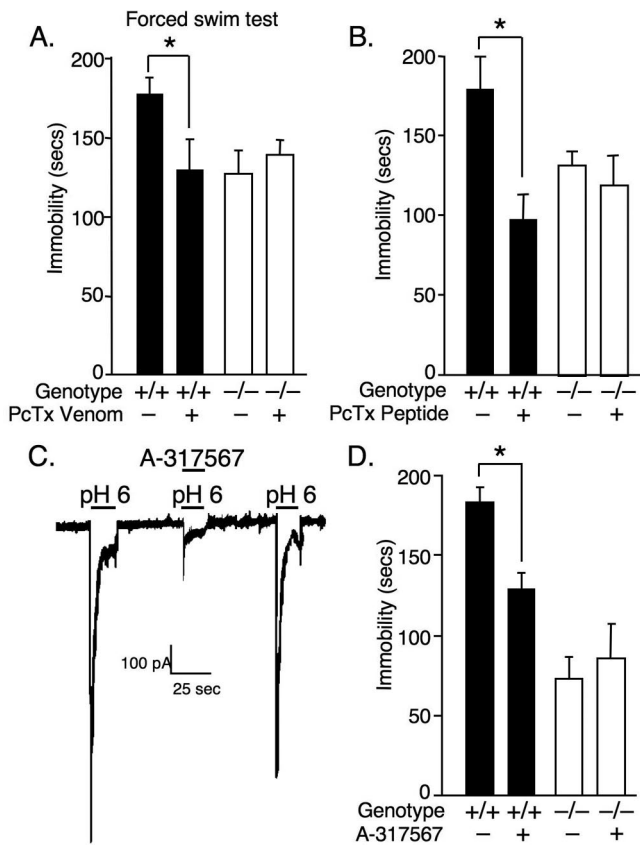 Forced swim test
A.
*
200
150
100
50
0
Immobility (secs)
Genotype +/+ +/+ −/− −/−
PcTx Venom − + − +
B.
*
200
150
100
50
0
Immobility (secs)
Genotype +/+ +/+ −/− −/−
PcTx Peptide − + − +
C.
A-317567
pH 6 pH 6 pH 6
100 pA
25 sec
D.
*
200
150
100
50
0
Immobility (secs)
Genotype +/+ +/+ −/− −/−
A-317567 − + − +